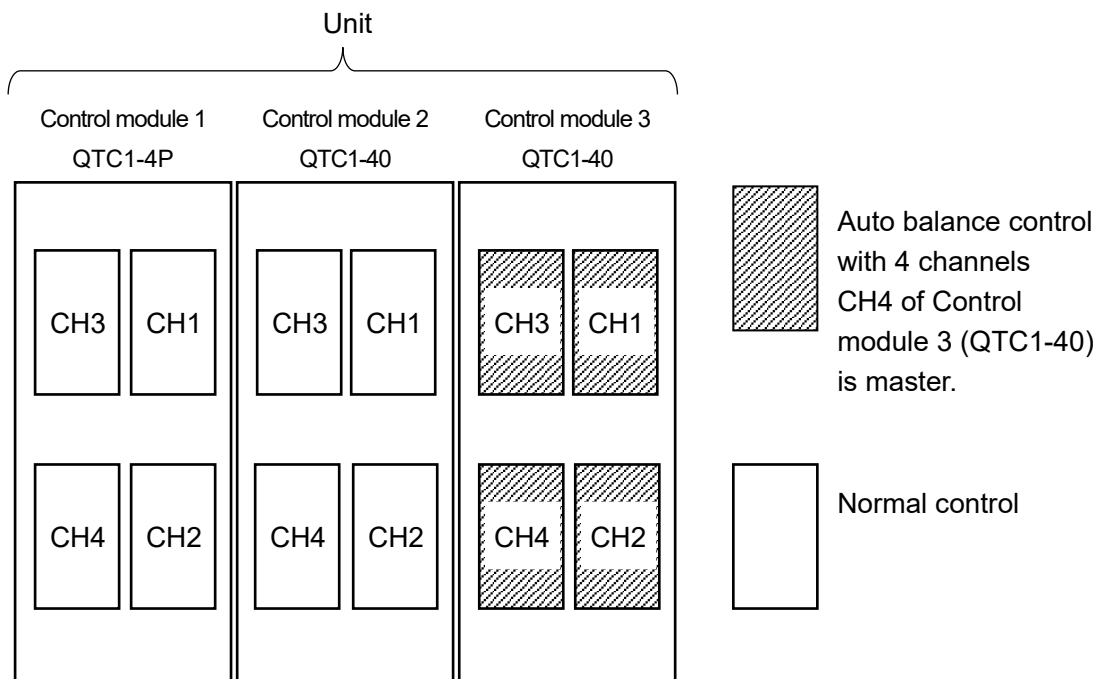 Unit
Control module 1 Control module 2 Control module 3
QTC1-4P QTC1-40 QTC1-40
CH3 CH1 CH3 CH1 CH3 CH1
CH4 CH2 CH4 CH2 CH4 CH2
Auto balance control
with 4 channels
CH4 of Control
module 3 (QTC1-40)
is master.
Normal control